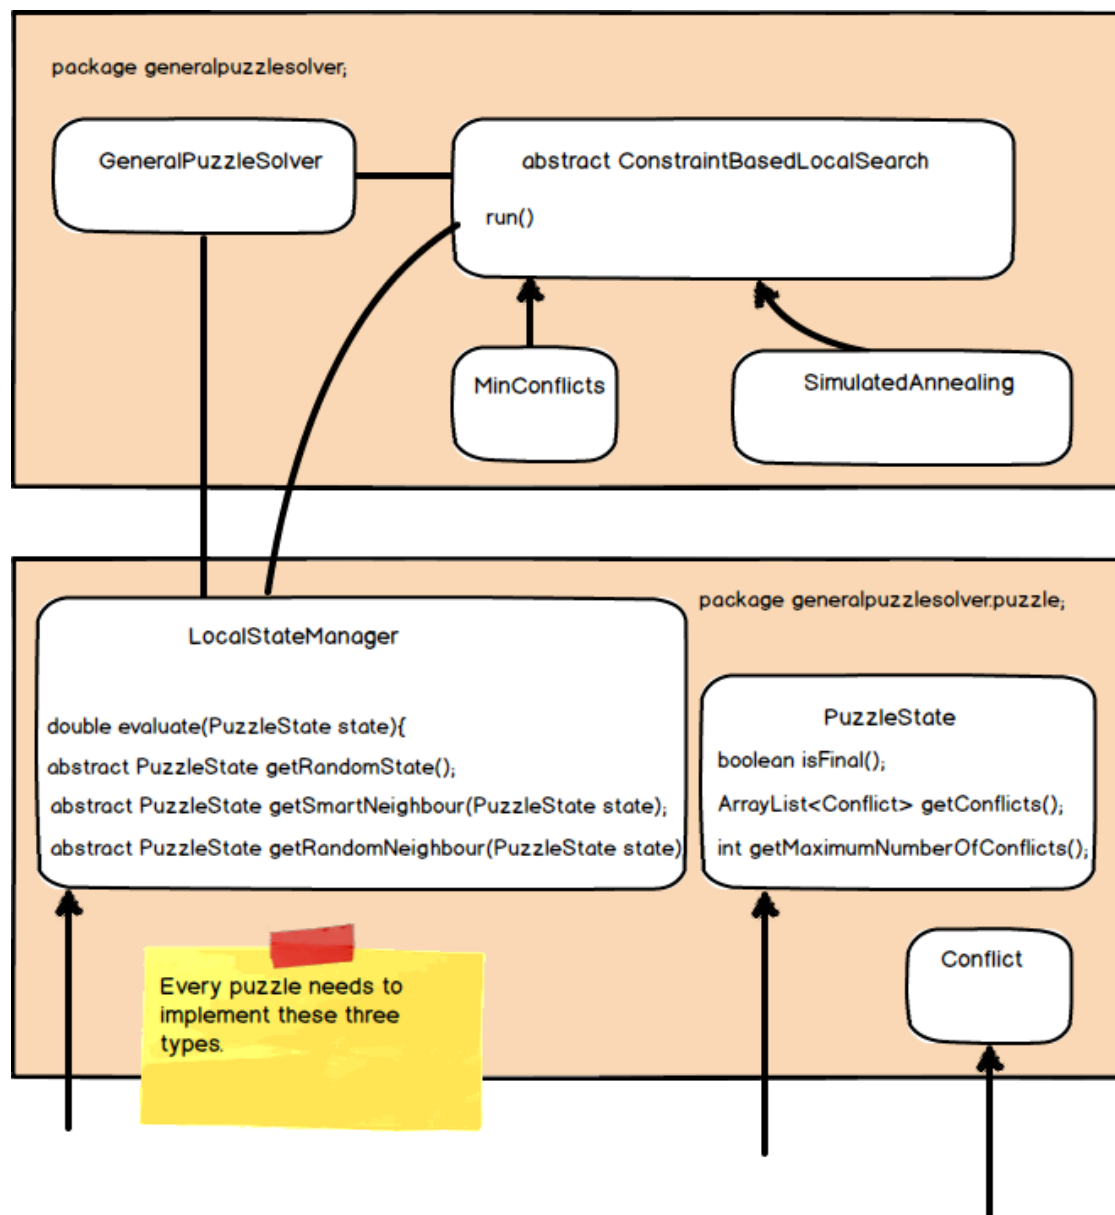 package generalpuzzlesolver;
GeneralPuzzleSolver
abstract ConstraintBasedLocalSearch
run()
MinConflicts
SimulatedAnnealing
package generalpuzzlesolver.puzzle;
LocalStateManager
double evaluate(PuzzleState state){
abstract PuzzleState getRandomState();
abstract PuzzleState getSmartNeighbour(PuzzleState state);
abstract PuzzleState getRandomNeighbour(PuzzleState state)
PuzzleState
boolean isFinal();
ArrayList<Conflict> getConflicts();
int getMaximumNumberOfConflicts();
Conflict
Every puzzle needs to
implement these three
types.